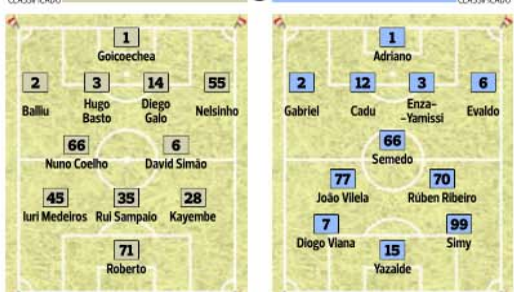 CLASSIFICADO
CLASSIFICADO
1
Goicoechea
2
3
14
55
Balliu
Hugo
Basto
Diego
Galo
Nelsinho
66
6
Nuno Coelho
David Simão
45
35
28
Iuri Medeiros
Rui Sampaio
Kayembe
71
Roberto
1
Adriano
2
12
3
6
Gabriel
Cadu
Enza-
-Yamissi
Evaldo
66
Semedo
77
70
João Vilela
Rúben Ribeiro
7
99
Diogo Viana
Simy
15
Yazalde